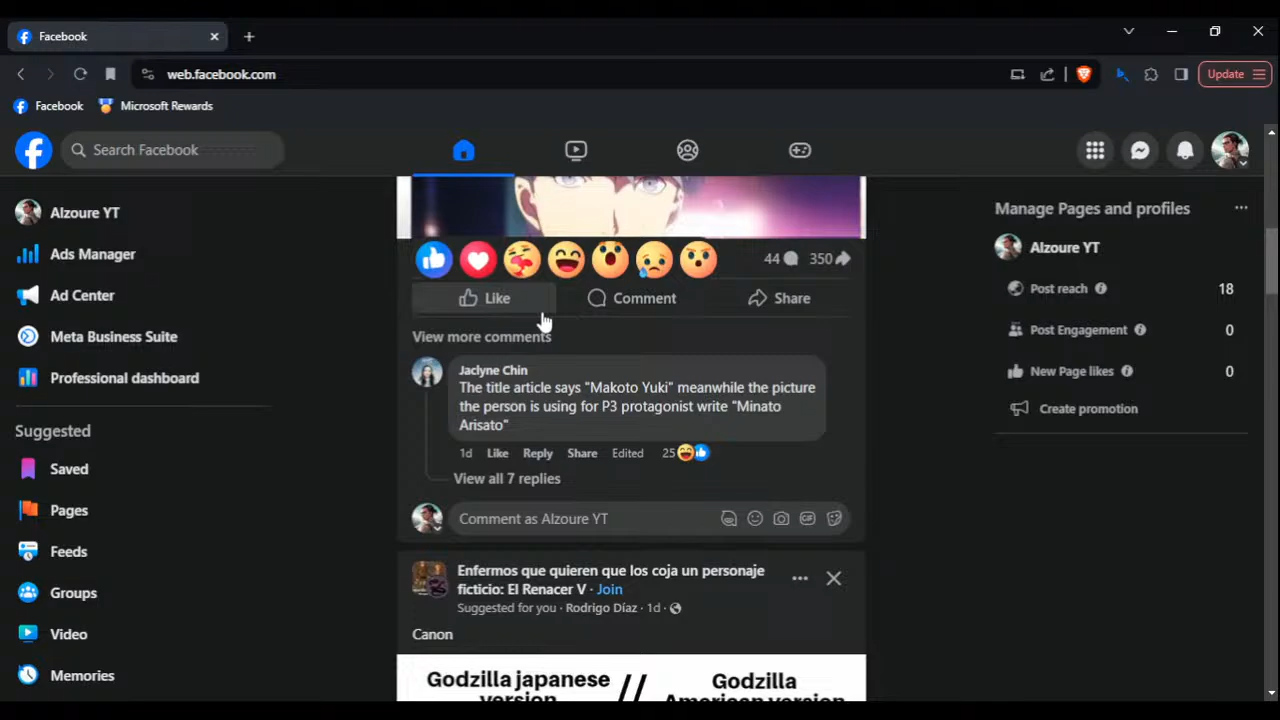 Facebook
web.facebook.com
Update
Facebook
Microsoft Rewards
Search Facebook
Alzoure YT
Ads Manager
Ad Center
Meta Business Suite
Professional dashboard
Suggested
Saved
Pages
Feeds
Groups
Video
Memories
44
350
Like
Comment
Share
View more comments
Jaclyne Chin
The title article says "Makoto Yuki" meanwhile the picture
the person is using for P3 protagonist write "Minato
Arisato"
1d Like Reply Share Edited 25
View all 7 replies
Comment as Alzoure YT
GIF
Enfermos que quieren que los coja un personaje
ficticio: El Renacer V · Join
Suggested for you · Rodrigo Díaz · 1d ·
Canon
Godzilla japanese
version
//
Godzilla
American version
Manage Pages and profiles
Alzoure YT
Post reach 18
Post Engagement 0
New Page likes 0
Create promotion